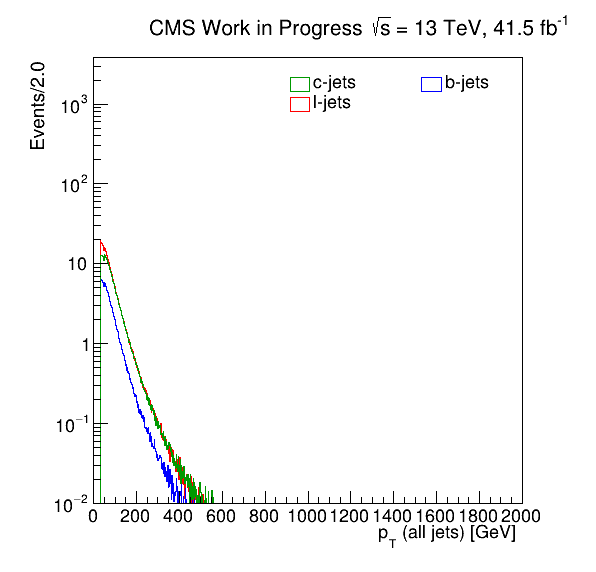 CMS Work in Progress √s = 13 TeV, 41.5 fb⁻¹
Events/2.0
c-jets b-jets
l-jets
10³
10²
10
1
10⁻¹
10⁻²
0 200 400 600 800 1000 1200 1400 1600 1800 2000
p_T (all jets) [GeV]